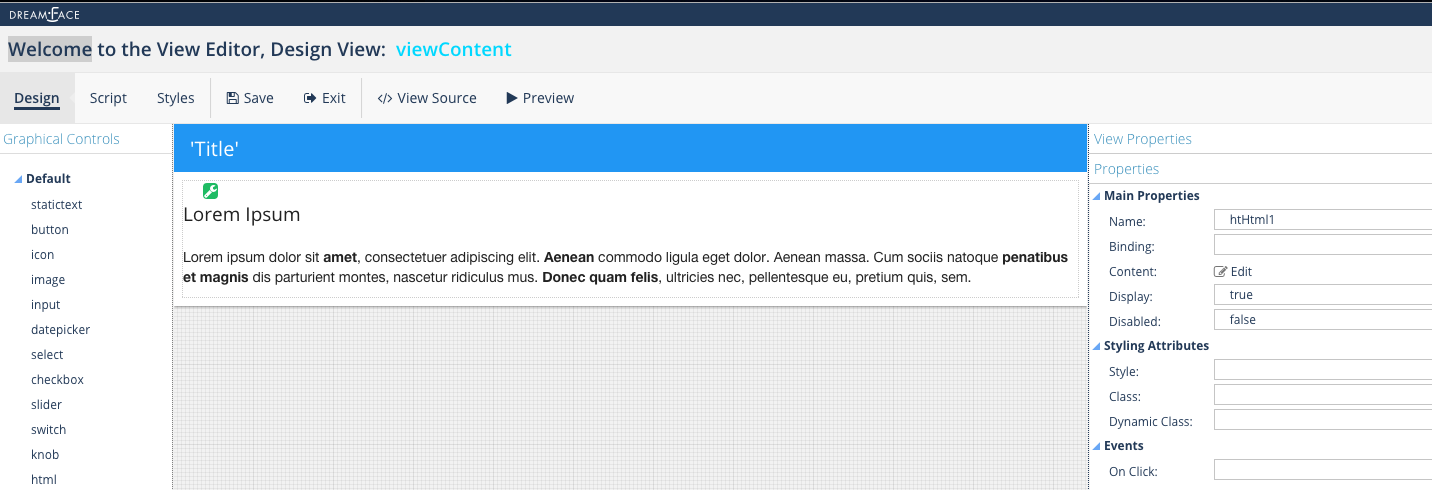 DREAMFACE
Welcome to the View Editor, Design View: viewContent
Design Script Styles Save Exit </> View Source Preview
Graphical Controls
Default
statictext
button
icon
image
input
datepicker
select
checkbox
slider
switch
knob
html
'Title'
Lorem Ipsum
Lorem ipsum dolor sit amet, consectetuer adipiscing elit. Aenean commodo ligula eget dolor. Aenean massa. Cum sociis natoque penatibus
et magnis dis parturient montes, nascetur ridiculus mus. Donec quam felis, ultricies nec, pellentesque eu, pretium quis, sem.
View Properties
Properties
Main Properties
Name: htHtml1
Binding:
Content: Edit
Display: true
Disabled: false
Styling Attributes
Style:
Class:
Dynamic Class:
Events
On Click: